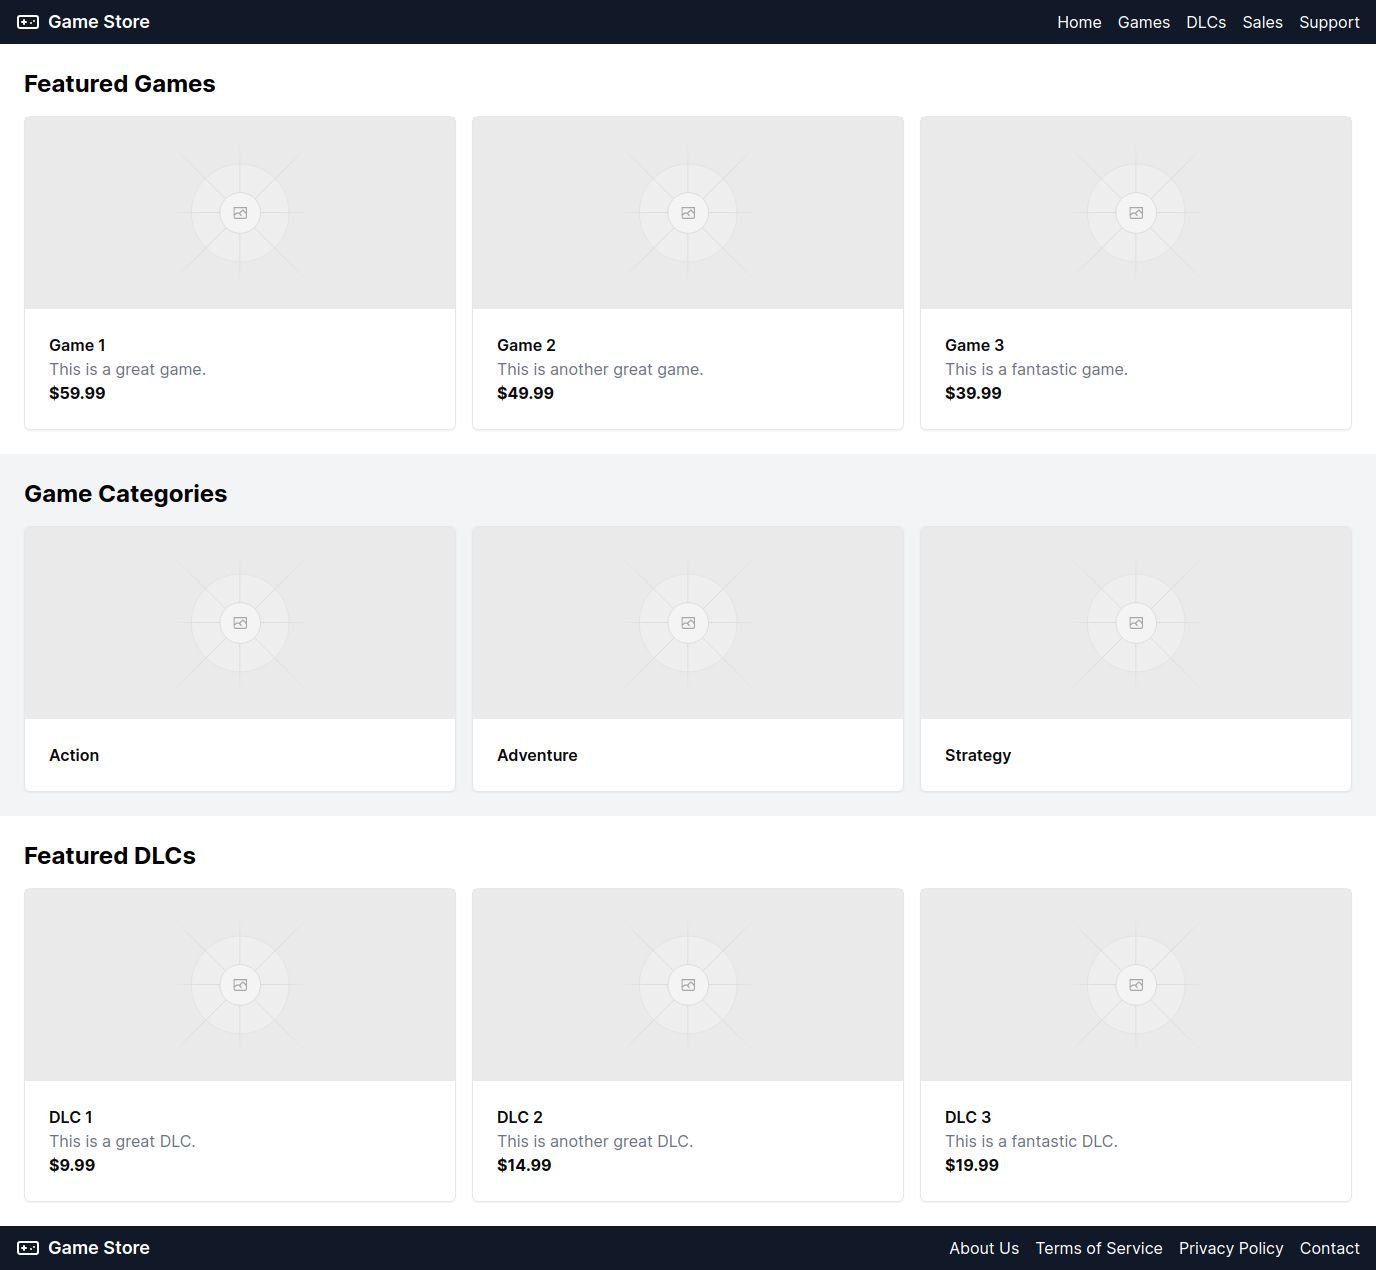 Game Store
Home Games DLCs Sales Support
Featured Games
Game 1
This is a great game.
$59.99
Game 2
This is another great game.
$49.99
Game 3
This is a fantastic game.
$39.99
Game Categories
Action
Adventure
Strategy
Featured DLCs
DLC 1
This is a great DLC.
$9.99
DLC 2
This is another great DLC.
$14.99
DLC 3
This is a fantastic DLC.
$19.99
Game Store
About Us Terms of Service Privacy Policy Contact